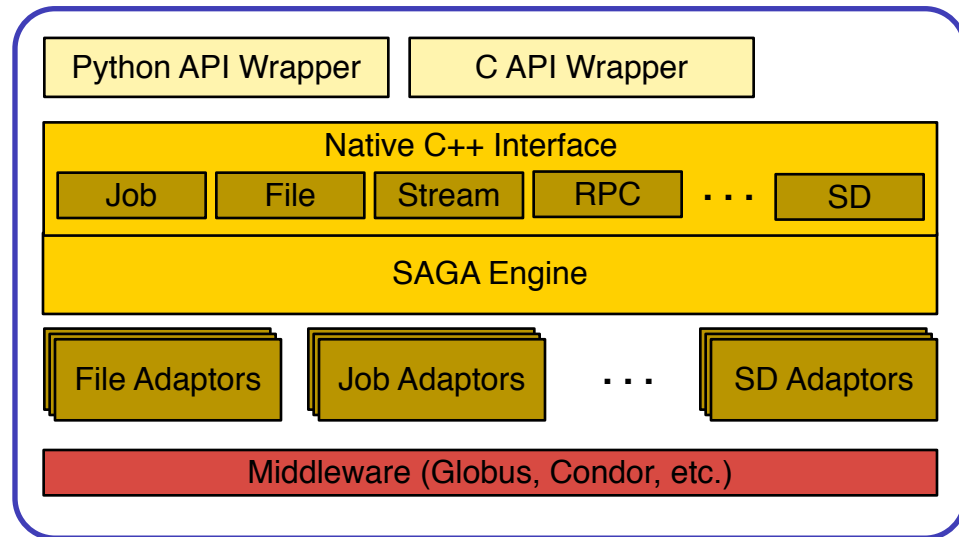 Python API Wrapper
C API Wrapper
Native C++ Interface
Job
File
Stream
RPC
. . .
SD
SAGA Engine
File Adaptors
Job Adaptors
. . .
SD Adaptors
Middleware (Globus, Condor, etc.)